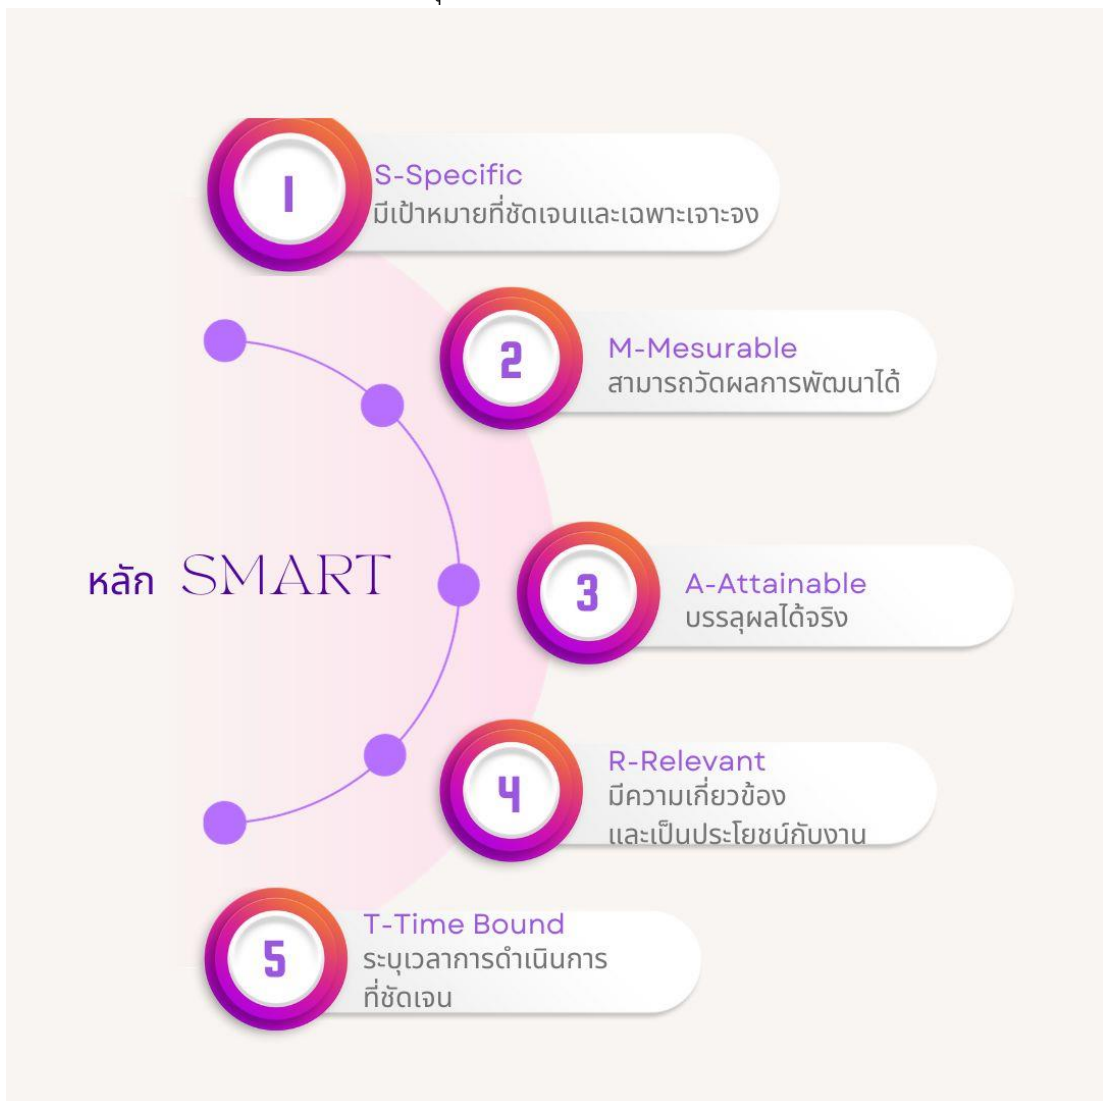 1
S-Specific
มีเป้าหมายที่ชัดเจนและเฉพาะเจาะจง
2
M-Mesurable
สามารถวัดผลการพัฒนาได้
หลัก SMART
3
A-Attainable
บรรลุผลได้จริง
4
R-Relevant
มีความเกี่ยวข้อง
และเป็นประโยชน์กับงาน
5
T-Time Bound
ระบุเวลาการดำเนินการ
ที่ชัดเจน